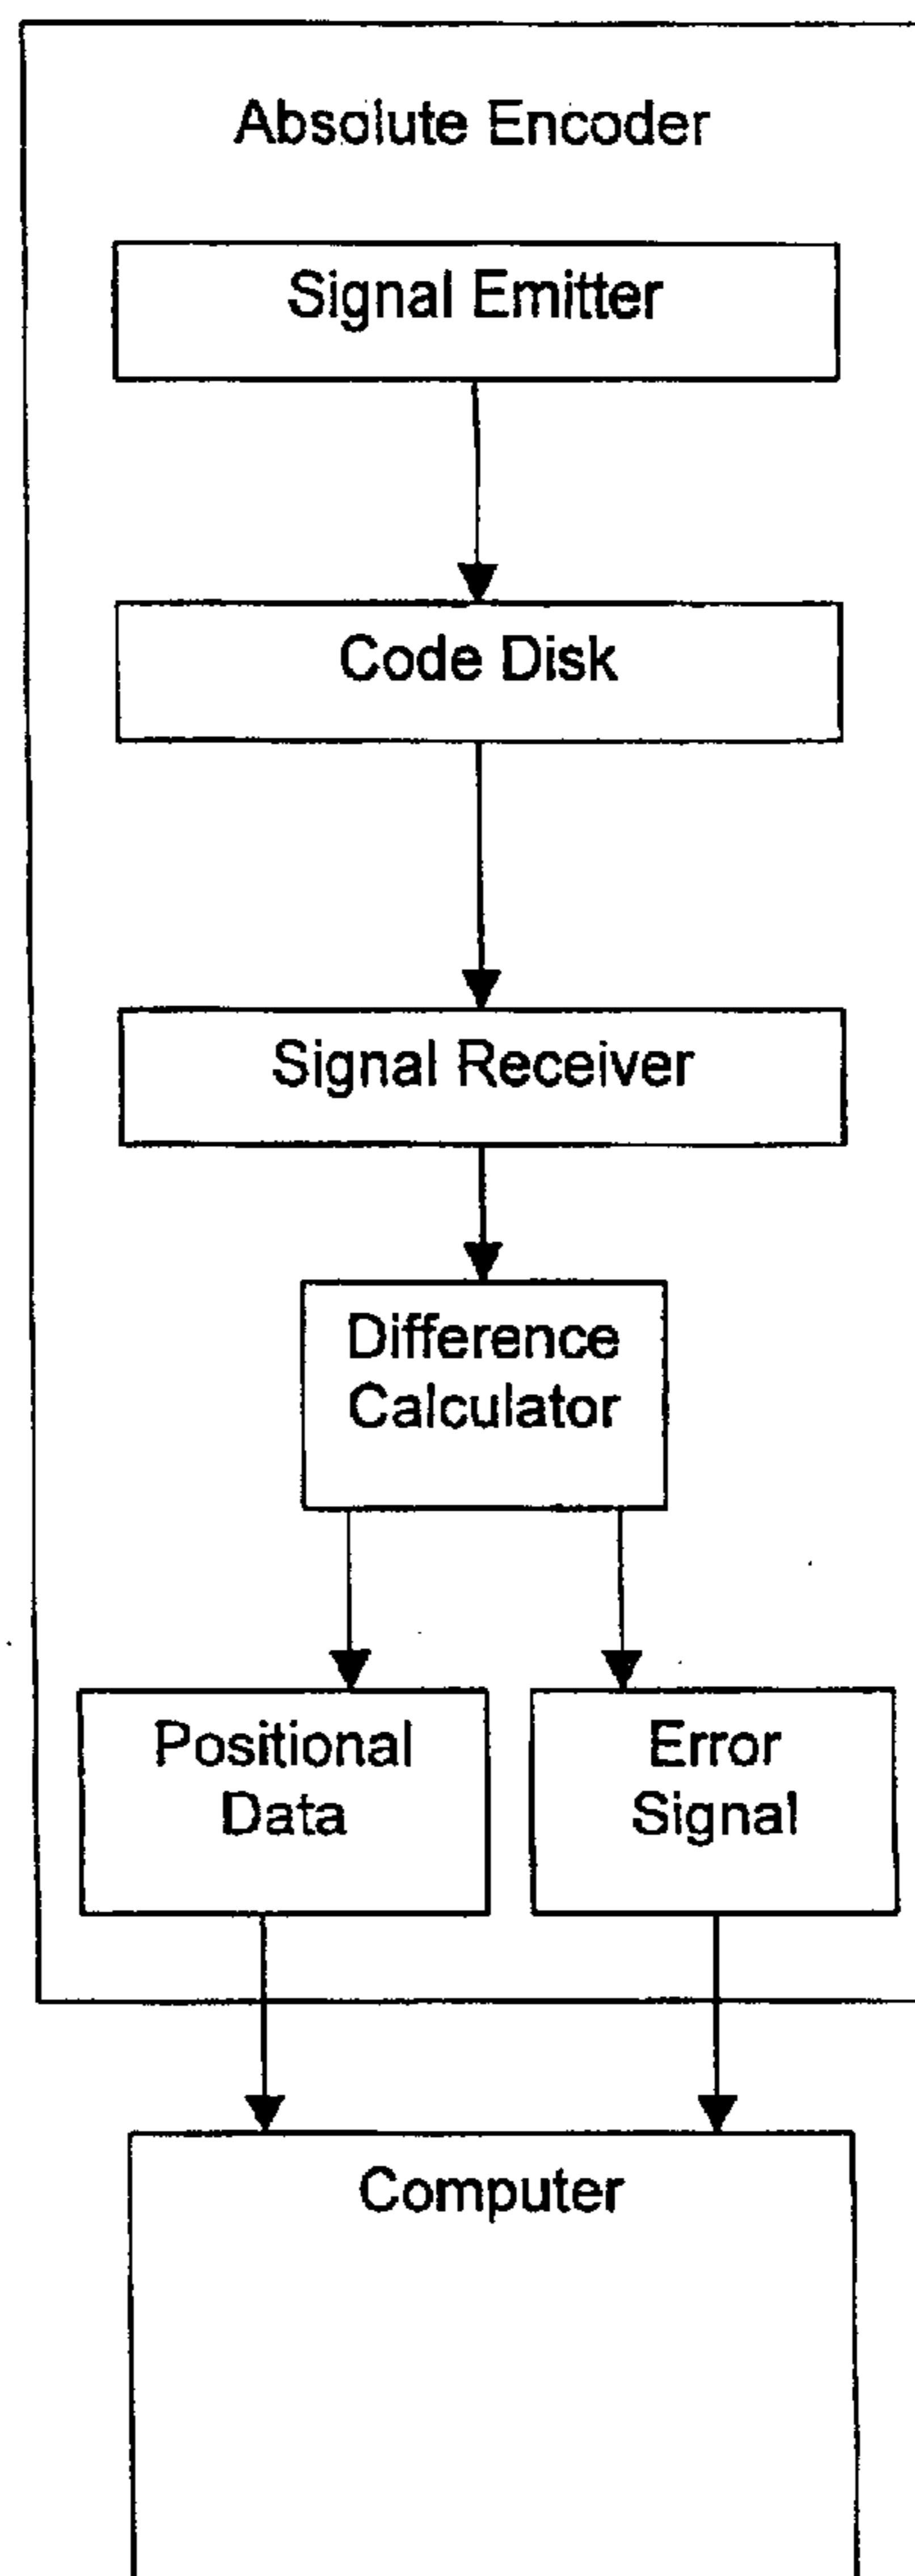 Absolute Encoder
Signal Emitter
Code Disk
Signal Receiver
Difference
Calculator
Positional
Data
Error
Signal
Computer